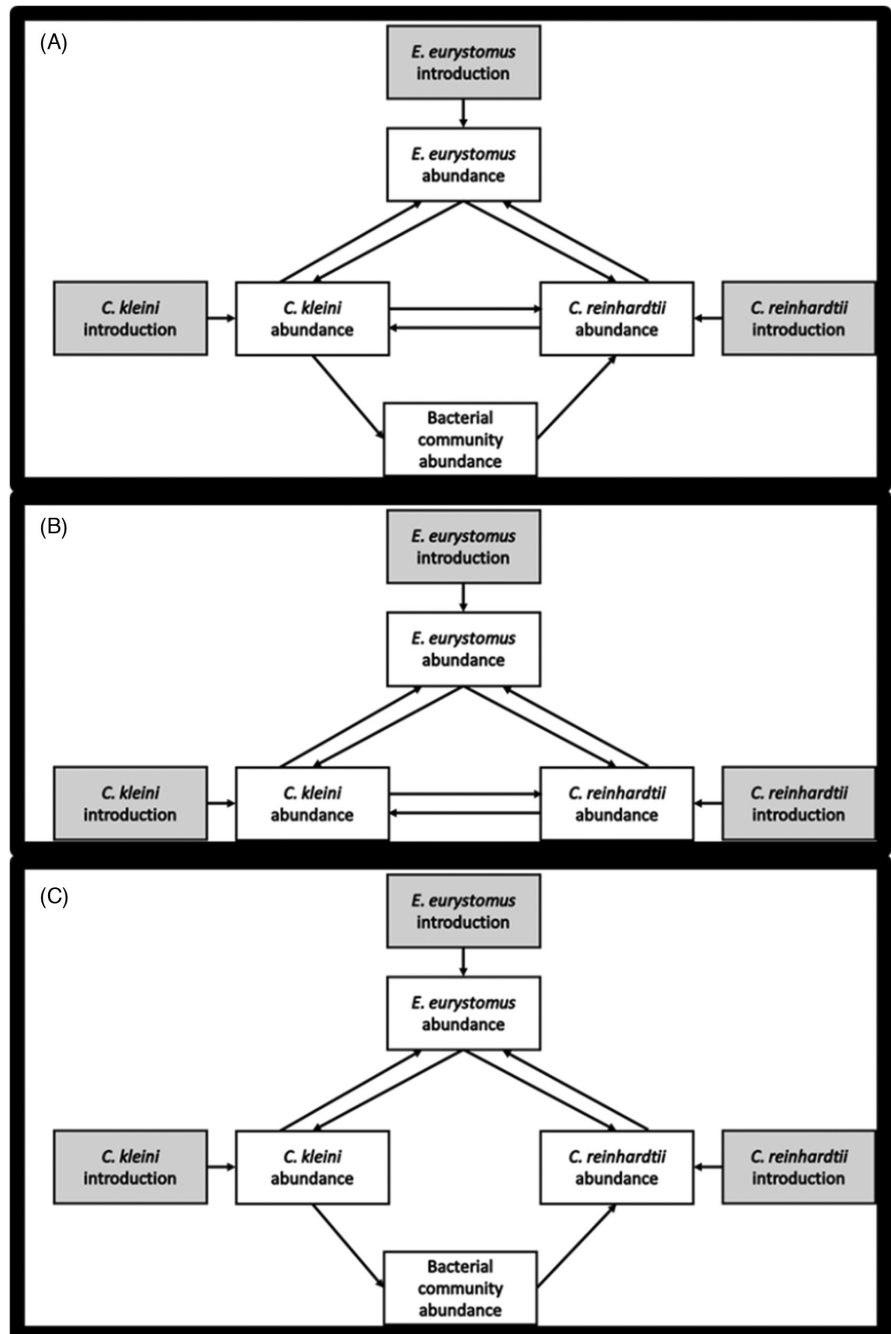 (A)
E. eurystomus
introduction
E. eurystomus
abundance
C. kleini
introduction
C. kleini
abundance
C. reinhardtii
abundance
C. reinhardtii
introduction
Bacterial
community
abundance
(B)
E. eurystomus
introduction
E. eurystomus
abundance
C. kleini
introduction
C. kleini
abundance
C. reinhardtii
abundance
C. reinhardtii
introduction
(C)
E. eurystomus
introduction
E. eurystomus
abundance
C. kleini
introduction
C. kleini
abundance
C. reinhardtii
abundance
C. reinhardtii
introduction
Bacterial
community
abundance